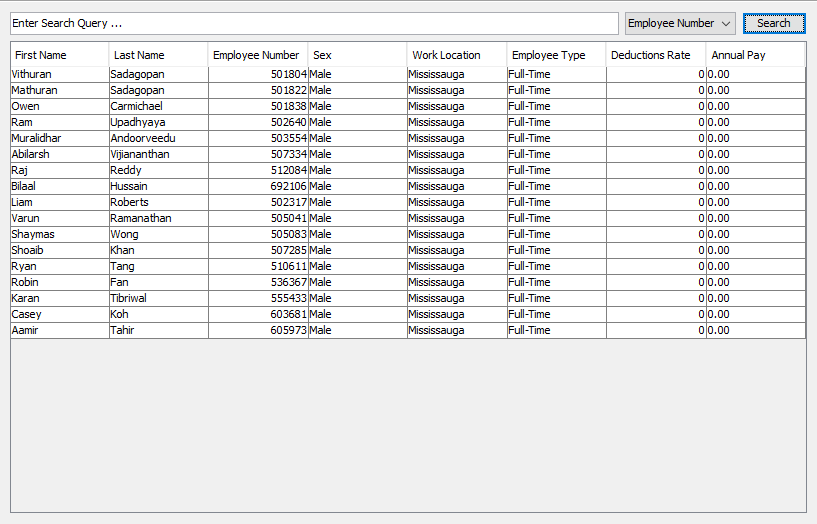 Enter Search Query ... Employee Number Search
First Name Last Name Employee Number Sex Work Location Employee Type Deductions Rate Annual Pay
Vithuran Sadagopan 501804 Male Mississauga Full-Time 0 0.00
Mathuran Sadagopan 501822 Male Mississauga Full-Time 0 0.00
Owen Carmichael 501838 Male Mississauga Full-Time 0 0.00
Ram Upadhyaya 502640 Male Mississauga Full-Time 0 0.00
Muralidhar Andoorveedu 503554 Male Mississauga Full-Time 0 0.00
Abilarsh Vijiananthan 507334 Male Mississauga Full-Time 0 0.00
Raj Reddy 512084 Male Mississauga Full-Time 0 0.00
Bilaal Hussain 692106 Male Mississauga Full-Time 0 0.00
Liam Roberts 502317 Male Mississauga Full-Time 0 0.00
Varun Ramanathan 505041 Male Mississauga Full-Time 0 0.00
Shaymas Wong 505083 Male Mississauga Full-Time 0 0.00
Shoaib Khan 507285 Male Mississauga Full-Time 0 0.00
Ryan Tang 510611 Male Mississauga Full-Time 0 0.00
Robin Fan 536367 Male Mississauga Full-Time 0 0.00
Karan Tibriwal 555433 Male Mississauga Full-Time 0 0.00
Casey Koh 603681 Male Mississauga Full-Time 0 0.00
Aamir Tahir 605973 Male Mississauga Full-Time 0 0.00